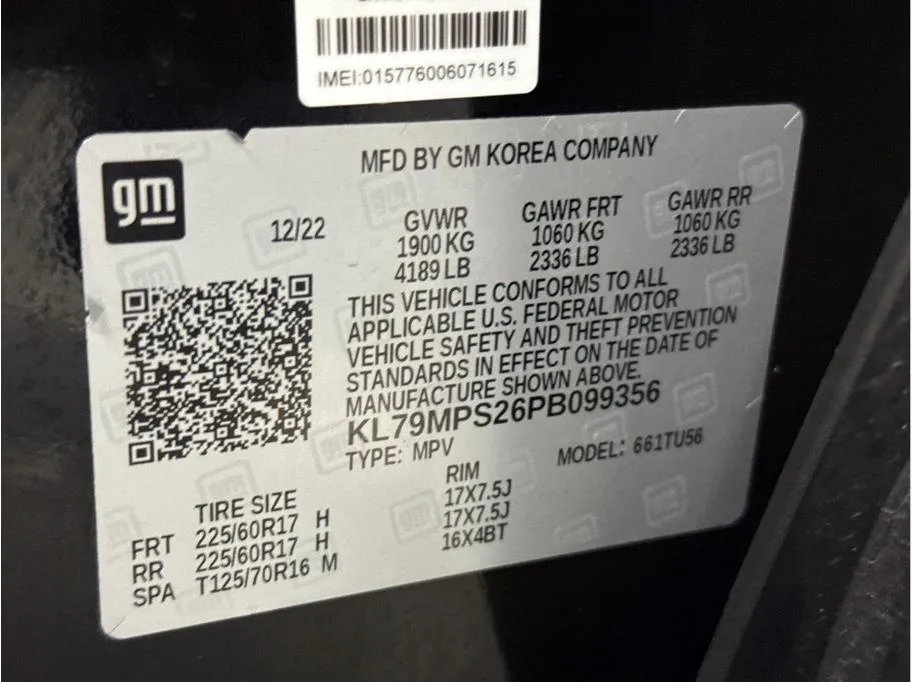 IMEI:015776006071615
gm
MFD BY GM KOREA COMPANY
12/22
GVWR
1900 KG
4189 LB
GAWR FRT
1060 KG
2336 LB
GAWR RR
1060 KG
2336 LB
THIS VEHICLE CONFORMS TO ALL
APPLICABLE U.S. FEDERAL MOTOR
VEHICLE SAFETY AND THEFT PREVENTION
STANDARDS IN EFFECT ON THE DATE OF
MANUFACTURE SHOWN ABOVE.
KL79MPS26PB099356
TYPE: MPV
MODEL: 661TU56
TIRE SIZE
RIM
FRT 225/60R17 H 17X7.5J
RR 225/60R17 H 17X7.5J
SPA T125/70R16 M 16X4BT